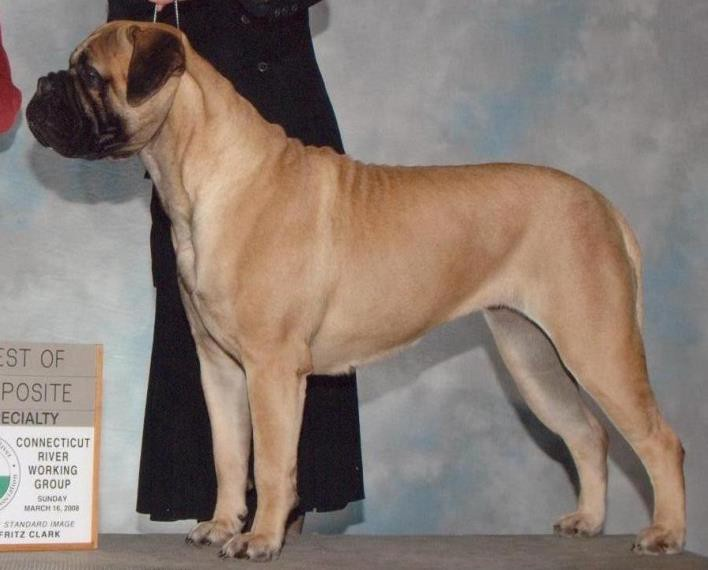 EST OF
POSITE
ECIALTY
CONNECTICUT
RIVER
WORKING
GROUP
SUNDAY
MARCH 16, 2008
STANDARD IMAGE
FRITZ CLARK